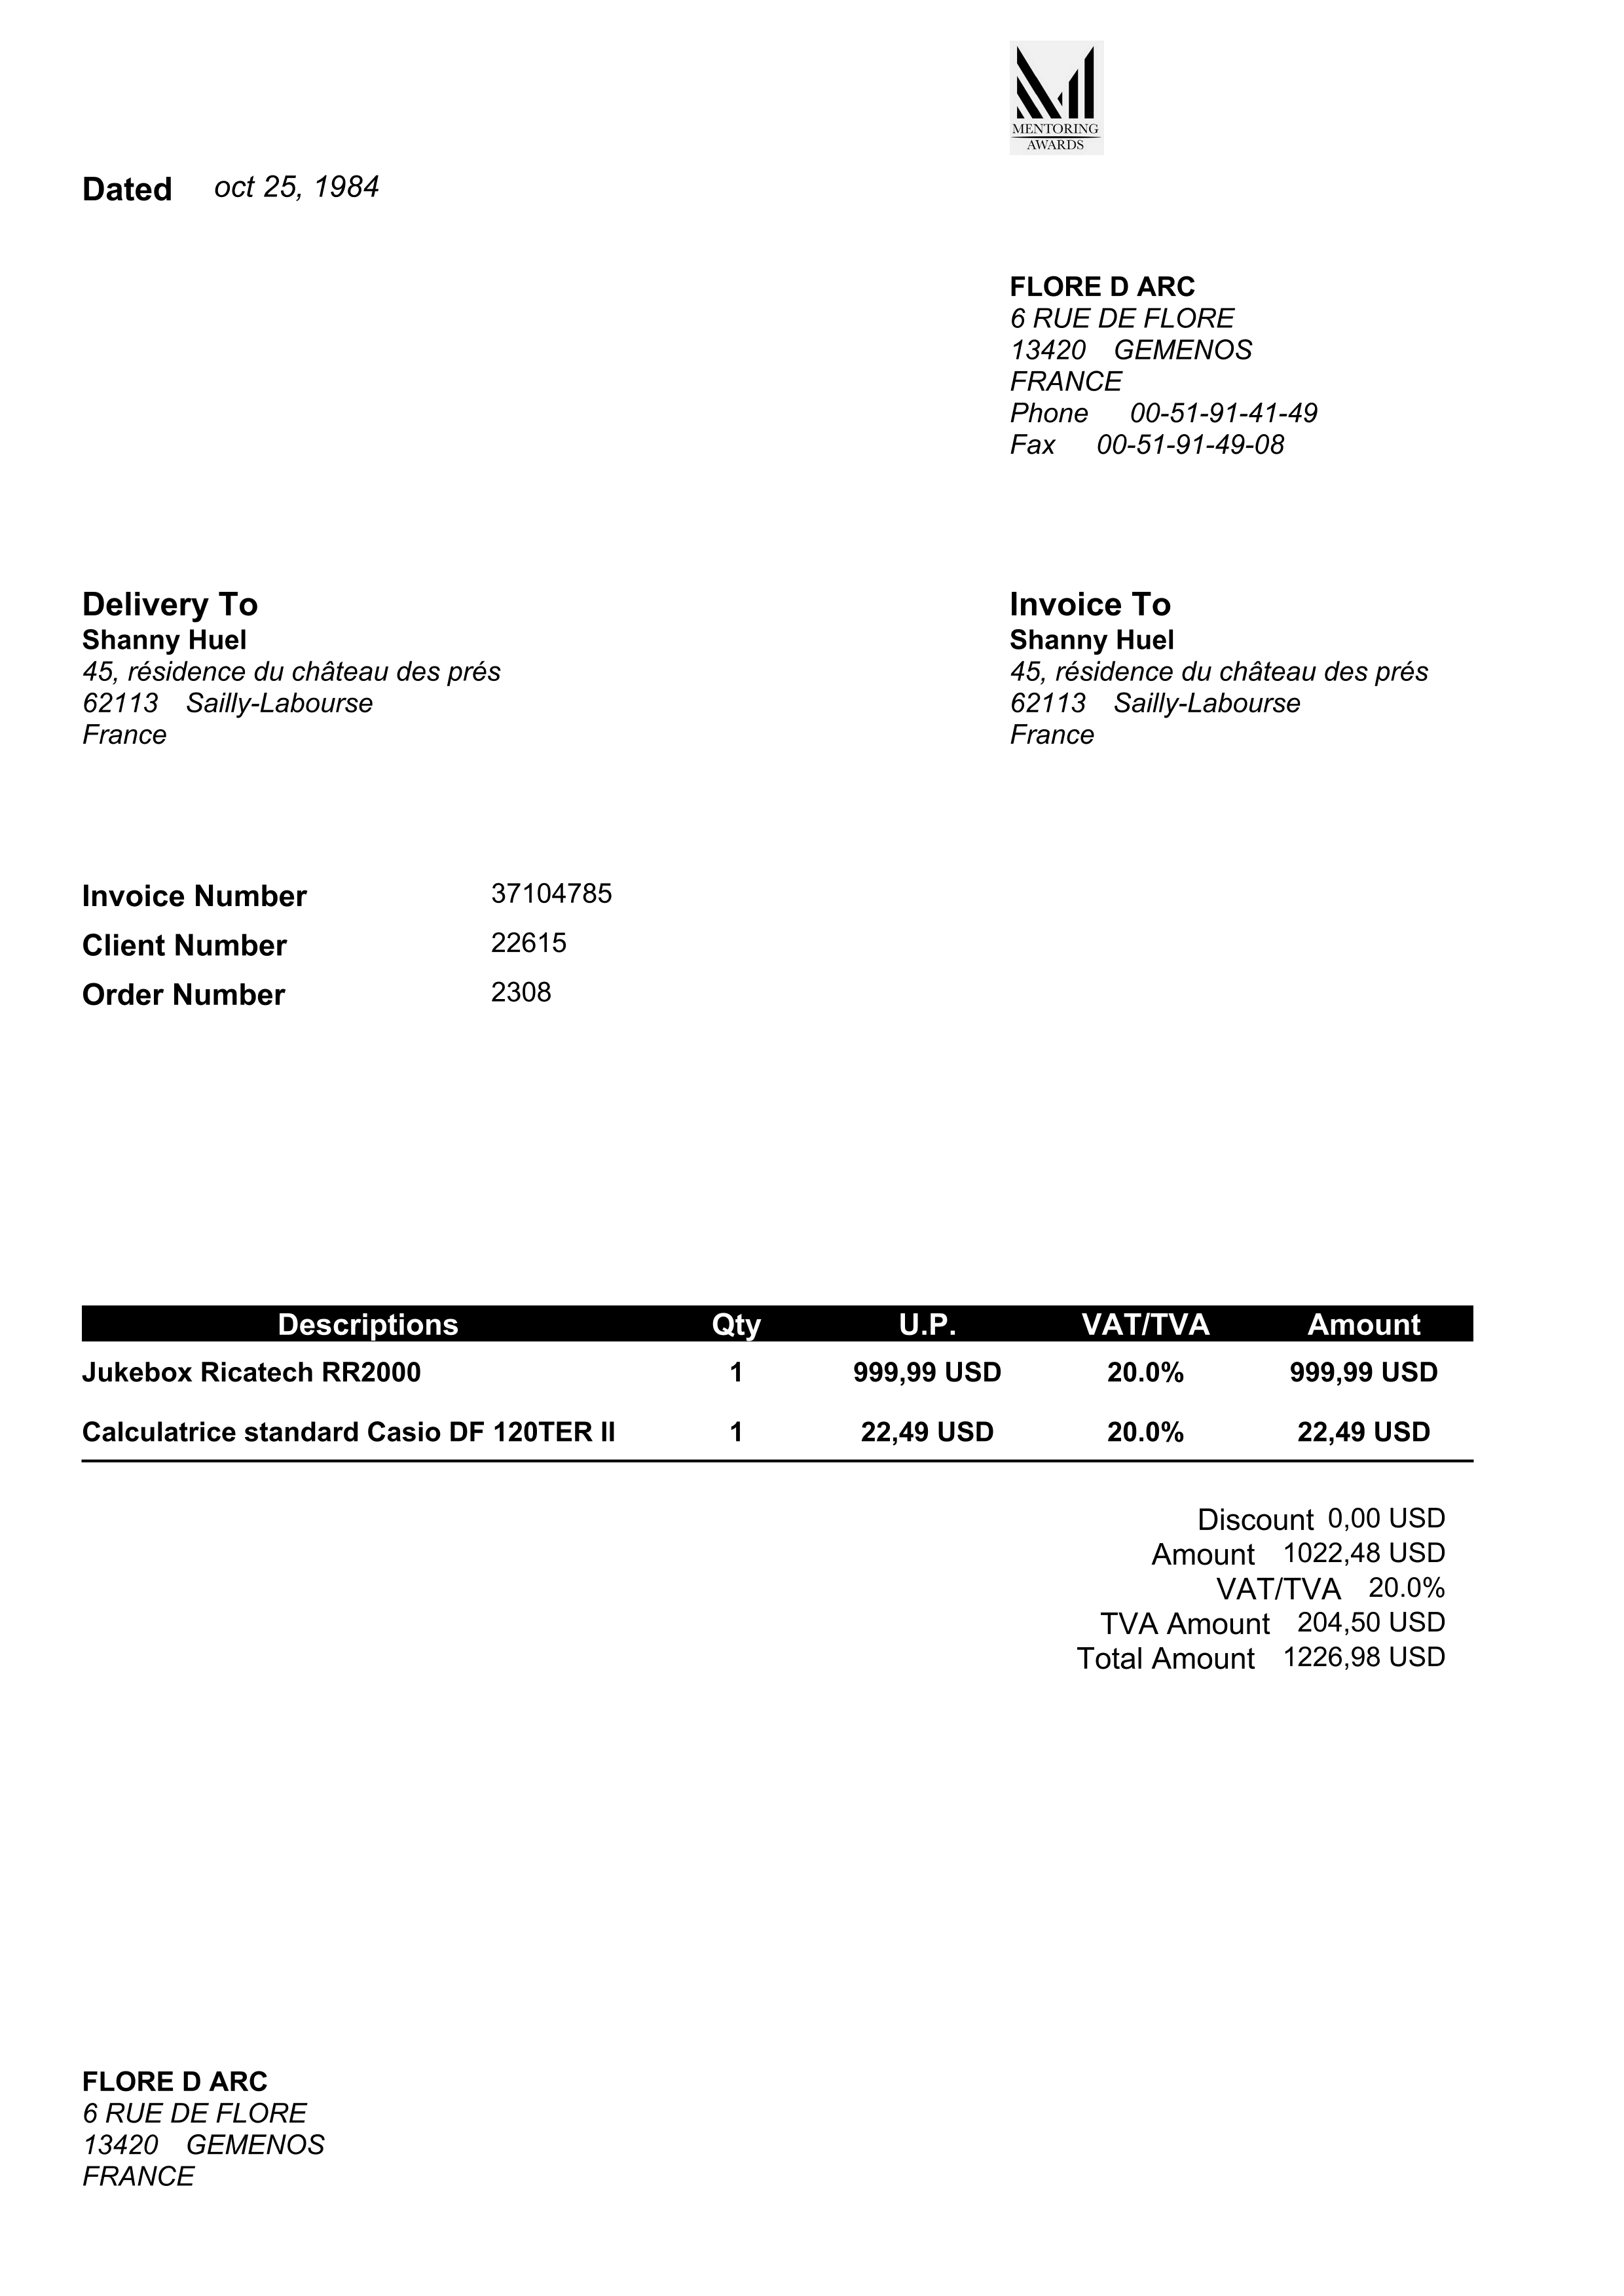 MENTORING
AWARDS
Dated oct 25, 1984
FLORE D ARC
6 RUE DE FLORE
13420 GEMENOS
FRANCE
Phone 00-51-91-41-49
Fax 00-51-91-49-08
Delivery To
Shanny Huel
45, résidence du château des prés
62113 Sailly-Labourse
France
Invoice To
Shanny Huel
45, résidence du château des prés
62113 Sailly-Labourse
France
Invoice Number 37104785
Client Number 22615
Order Number 2308
Descriptions Qty U.P. VAT/TVA Amount
Jukebox Ricatech RR2000 1 999,99 USD 20.0% 999,99 USD
Calculatrice standard Casio DF 120TER II 1 22,49 USD 20.0% 22,49 USD
Discount 0,00 USD
Amount 1022,48 USD
VAT/TVA 20.0%
TVA Amount 204,50 USD
Total Amount 1226,98 USD
FLORE D ARC
6 RUE DE FLORE
13420 GEMENOS
FRANCE